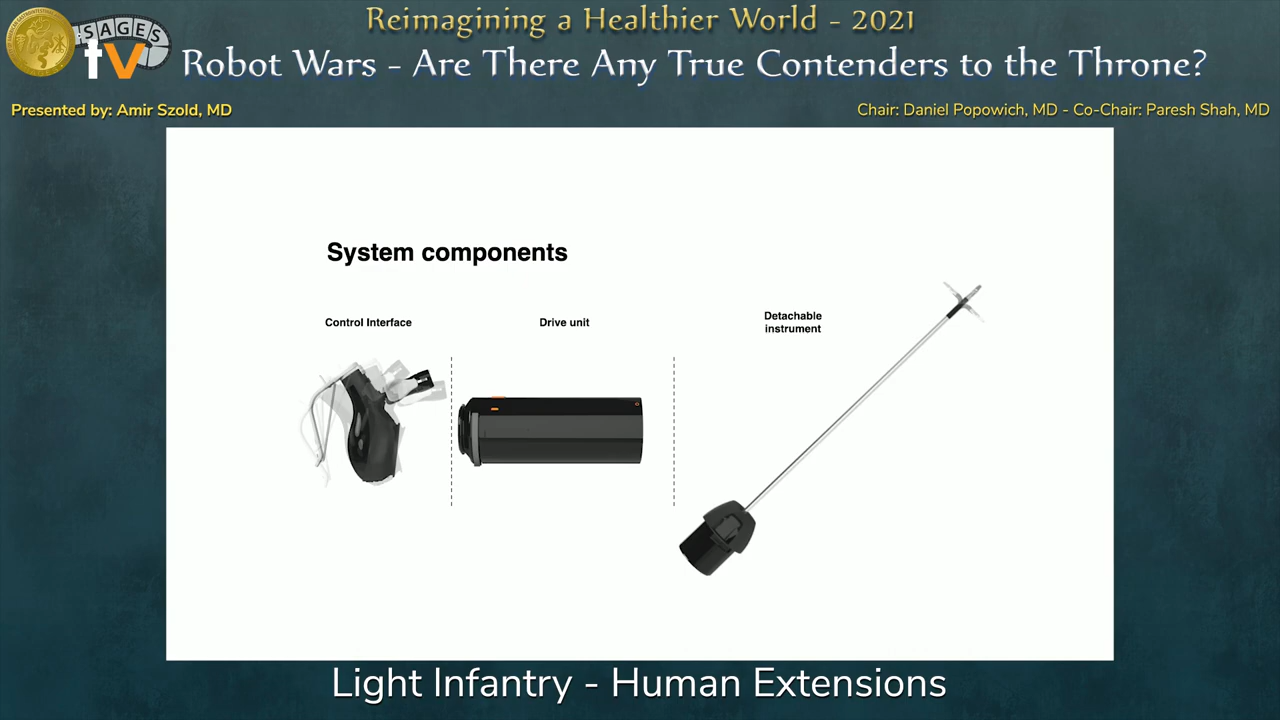 Reimagining a Healthier World - 2021
SAGES
tv
Robot Wars - Are There Any True Contenders to the Throne?
Presented by: Amir Szold, MD
Chair: Daniel Popowich, MD - Co-Chair: Paresh Shah, MD
System components
Control Interface
Drive unit
Detachable
instrument
Light Infantry - Human Extensions